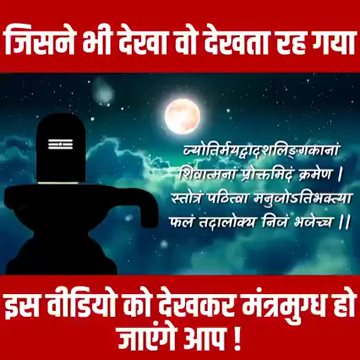 जिसने भी देखा वो देखता रह गया
ज्योतिर्मयद्वादशलिङ्गकानां
शिवात्मनां प्रोक्तमिदं क्रमेण |
स्तोत्रं पठित्वा मनुजोऽतिभक्त्या
फलं तदालोक्य निजं भजेच्च ||
इस वीडियो को देखकर मंत्रमुग्ध हो
जाएंगे आप !